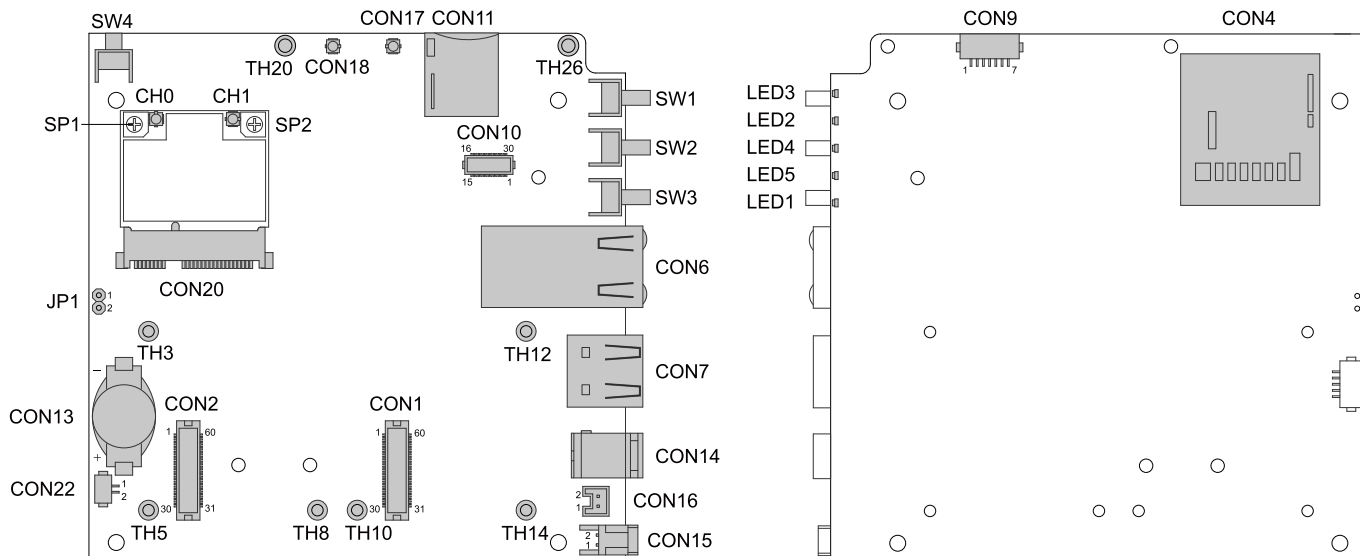 SW4
CON17 CON11
TH20
CON18
TH26
CH0
CH1
SP1
SP2
SW1
CON10
16
30
15
1
SW2
SW3
CON6
CON20
JP1
1
2
TH3
TH12
CON7
-
CON13
CON2
1
60
CON1
1
60
+
CON14
CON22
1
2
30
31
30
31
2
1
CON16
TH5
TH8
TH10
TH14
2
1
CON15
CON9
1
7
CON4
LED3
LED2
LED4
LED5
LED1